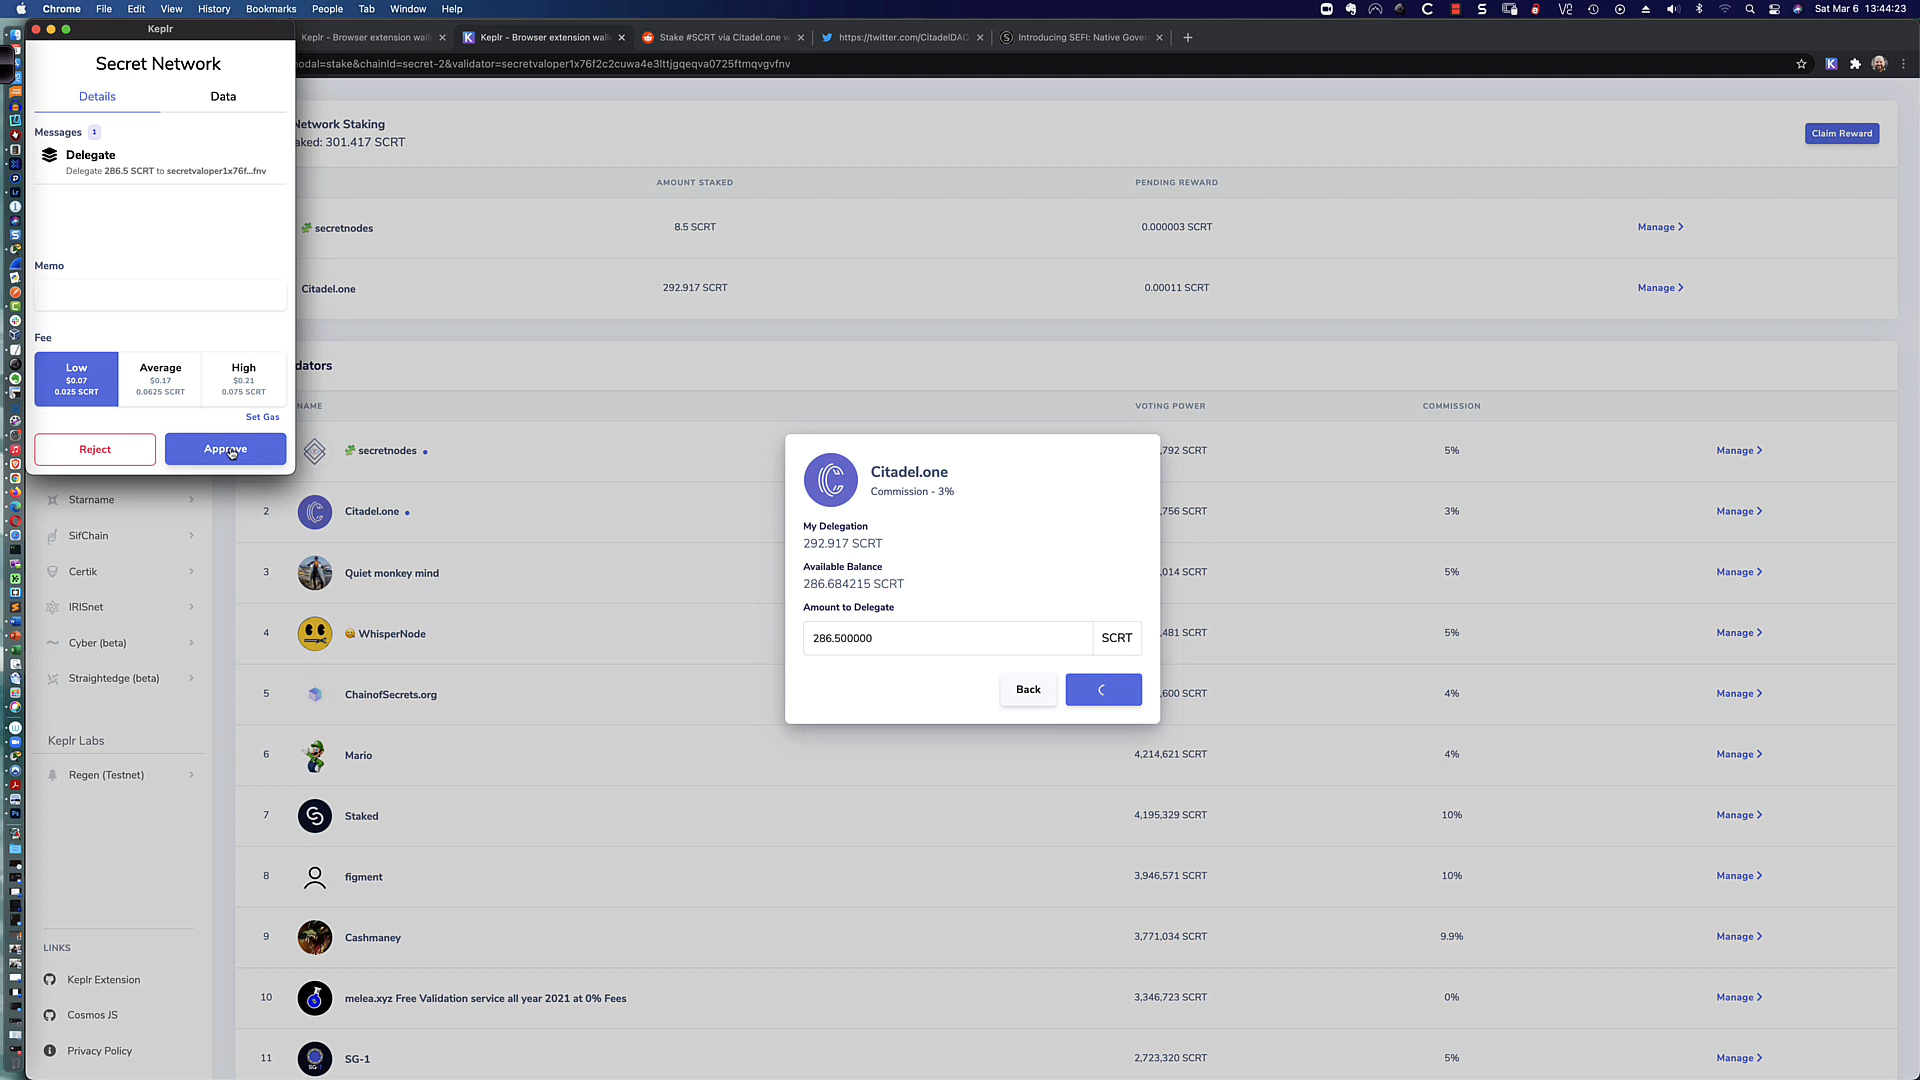 Chrome File Edit View History Bookmarks People Tab Window Help
Sat Mar 6 13:44:23
Keplr
Keplr - Browser extension wall
Keplr - Browser extension wall
Stake #SCRT via Citadel.one w
https://twitter.com/CitadelDAO
Introducing SEFI: Native Gover
nodal=stake&chainId=secret-2&validator=secretvaloper1x76f2c2cuwa4e3lttjgqeqva0725ftmqvgvfnv
Secret Network
Details
Data
Messages 1
Delegate
Delegate 286.5 SCRT to secretvaloper1x76f...fnv
Memo
Fee
Low
$0.07
0.025 SCRT
Average
$0.17
0.0625 SCRT
High
$0.21
0.075 SCRT
Set Gas
Reject
Approve
Network Staking
aked: 301.417 SCRT
Claim Reward
AMOUNT STAKED
PENDING REWARD
secretnodes
8.5 SCRT
0.000003 SCRT
Manage
Citadel.one
292.917 SCRT
0.00011 SCRT
Manage
dators
NAME
VOTING POWER
COMMISSION
secretnodes
,792 SCRT
5%
Manage
2
Citadel.one
,756 SCRT
3%
Manage
3
Quiet monkey mind
,014 SCRT
5%
Manage
4
WhisperNode
,481 SCRT
5%
Manage
5
ChainofSecrets.org
,600 SCRT
4%
Manage
6
Mario
4,214,621 SCRT
4%
Manage
7
Staked
4,195,329 SCRT
10%
Manage
8
figment
3,946,571 SCRT
10%
Manage
9
Cashmaney
3,771,034 SCRT
9.9%
Manage
10
melea.xyz Free Validation service all year 2021 at 0% Fees
3,346,723 SCRT
0%
Manage
11
SG-1
2,723,320 SCRT
5%
Manage
Citadel.one
Commission - 3%
My Delegation
292.917 SCRT
Available Balance
286.684215 SCRT
Amount to Delegate
286.500000
SCRT
Back
Starname
SifChain
Certik
IRISnet
Cyber (beta)
Straightedge (beta)
Keplr Labs
Regen (Testnet)
LINKS
Keplr Extension
Cosmos JS
Privacy Policy